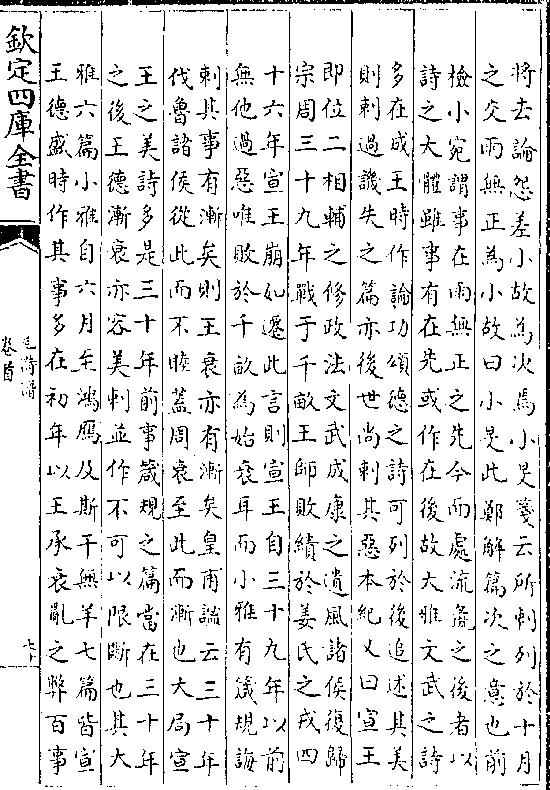 將去論怨差小故為次焉小旻箋云所刺列於十月
之交雨無正為小故曰小旻此鄭解篇次之意也前
檢小宛謂事在雨無正之先今而處流彘之後者以
詩之大體雖事有在先或作在後故大雅文武之詩
多在成王時作論功頌德之詩可列於後追述其美
則刺過譏失之篇亦後世尚刺其惡本紀又曰宣王
即位二相輔之修政法文武成康之遺風諸侯復歸
宗周三十九年戰于千畝王師敗績於姜氏之戎四
十六年宣王崩如遷此言則宣王自三十九年以前
無他過惡唯敗於千畝為始衰耳而小雅有箴規誨
刺其事有漸矣則王衰亦有漸矣皇甫謐云三十年
伐魯諸侯從此而不睦蓋周衰至此而漸也大局宣
王之美詩多是三十年前事箴規之篇當在三十年
之後王德漸衰亦容美刺並作不可以限斷也其大
雅六篇小雅自六月至鴻鴈及斯干無羊七篇皆宣
王德盛時作其事多在初年以王承衰亂之弊百事
欽定四庫全書
毛詩譜
卷首